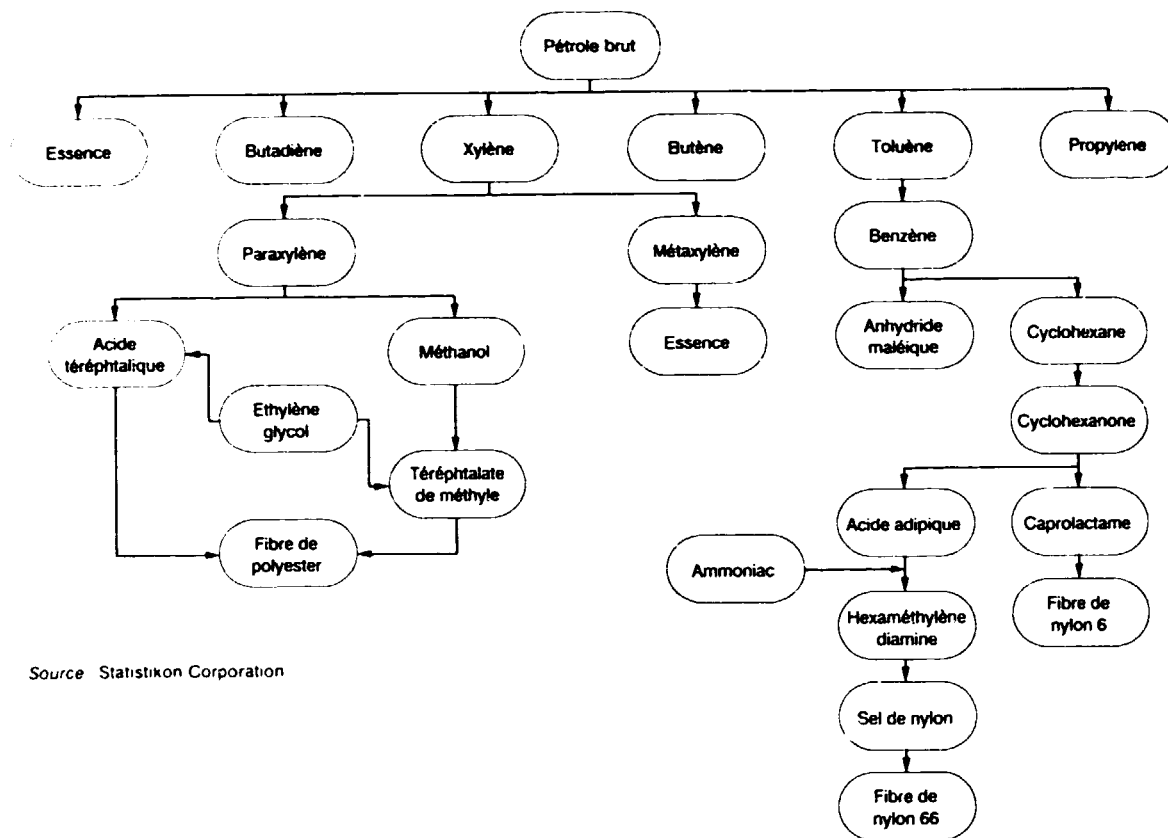 Pétrole brut
Essence
Butadiène
Xylène
Butène
Toluène
Propylène
Paraxylène
Métaxylène
Benzène
Acide
téréphtalique
Méthanol
Essence
Anhydride
maléique
Cyclohexane
Ethylène
glycol
Cyclohexanone
Téréphtalate
de méthyle
Acide adipique
Caprolactame
Fibre de
polyester
Ammoniac
Hexaméthylène
diamine
Fibre de
nylon 6
Source Statistikon Corporation
Sel de nylon
Fibre de
nylon 66